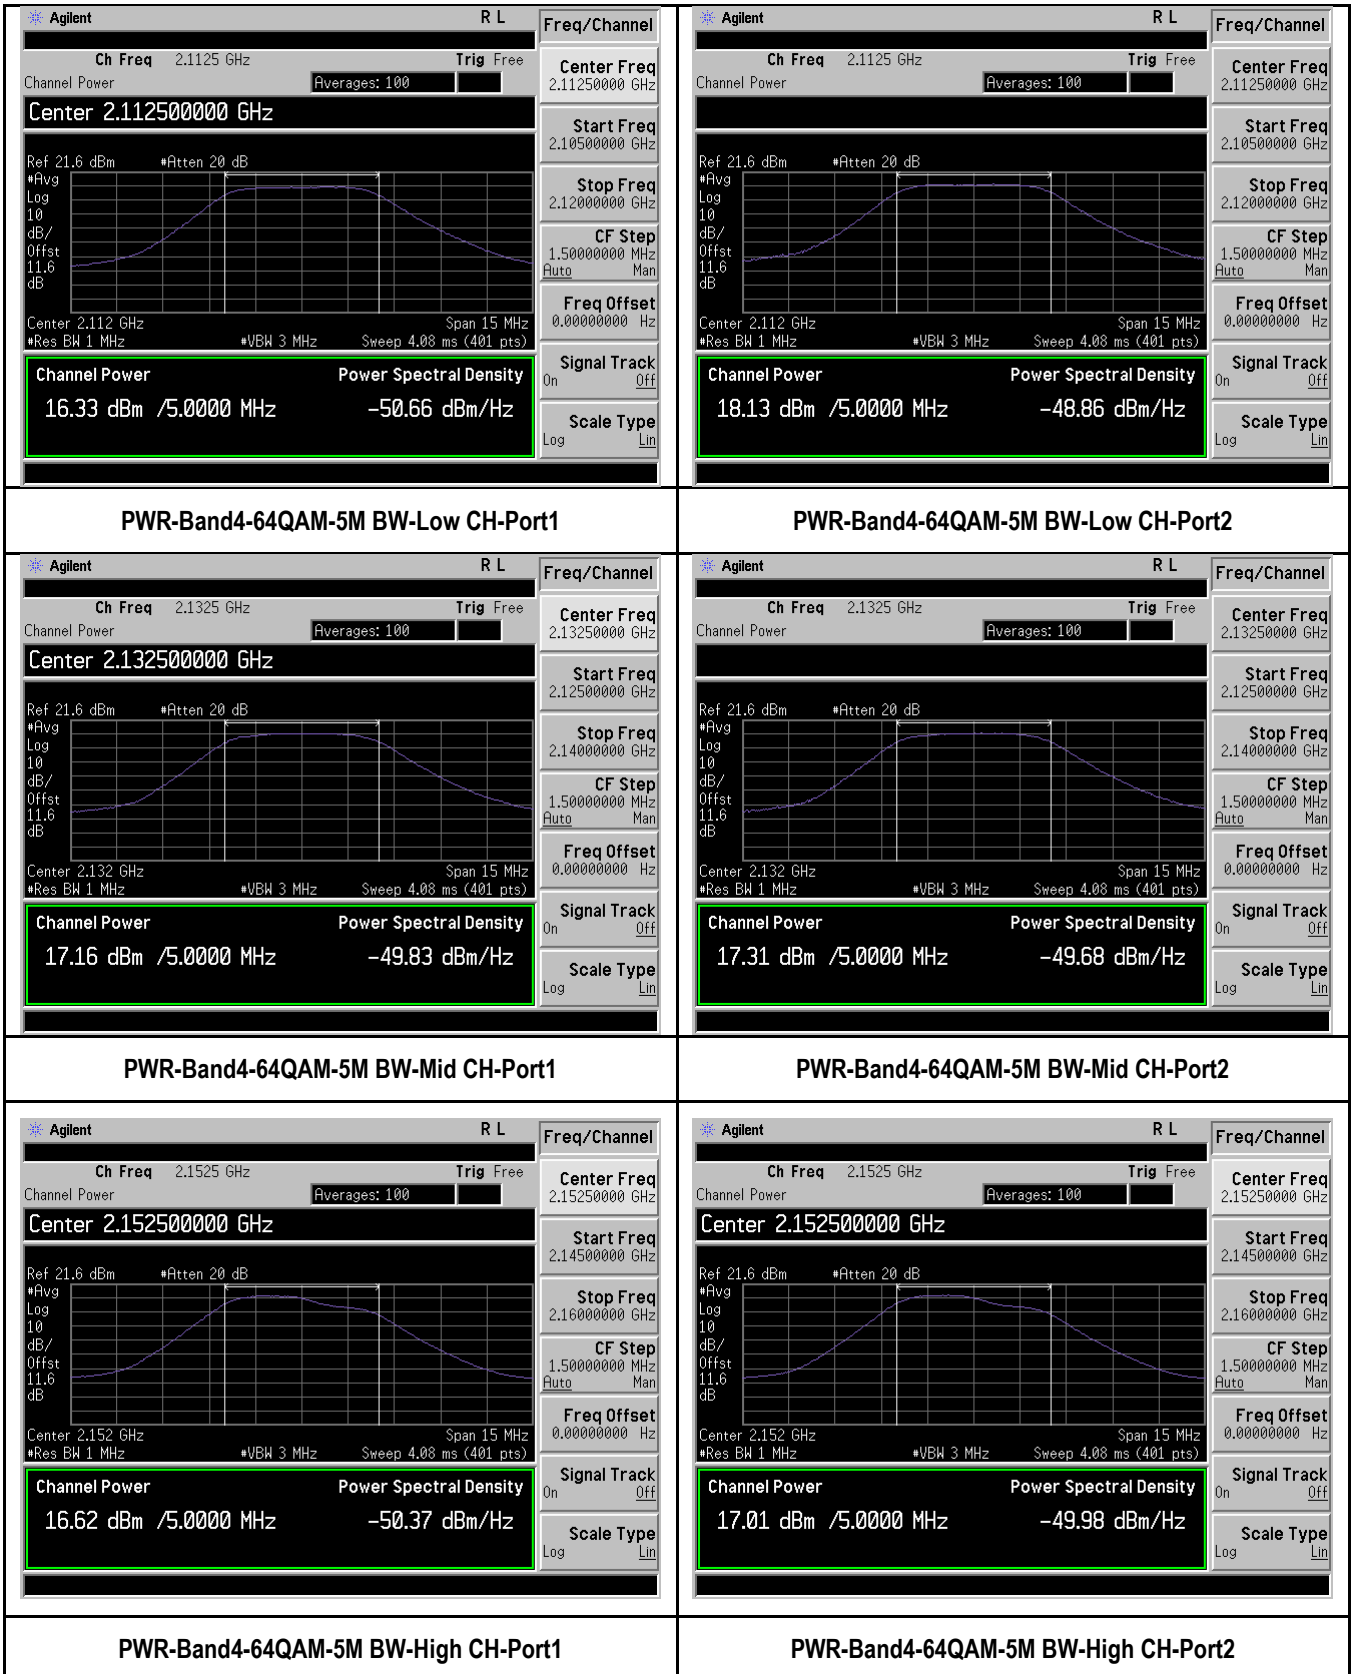 Agilent R L Freq/Channel
Ch Freq 2.1125 GHz Trig Free
Channel Power Averages: 100
Center 2.112500000 GHz
Ref 21.6 dBm #Atten 20 dB
#Avg
Log
10
dB/
Offst
11.6
dB
Center 2.112 GHz Span 15 MHz
#Res BW 1 MHz #VBW 3 MHz Sweep 4.08 ms (401 pts)
Channel Power Power Spectral Density
16.33 dBm /5.0000 MHz -50.66 dBm/Hz
Center Freq
2.11250000 GHz
Start Freq
2.10500000 GHz
Stop Freq
2.12000000 GHz
CF Step
1.50000000 MHz
Auto Man
Freq Offset
0.00000000 Hz
Signal Track
On Off
Scale Type
Log Lin
PWR-Band4-64QAM-5M BW-Low CH-Port1
Agilent R L Freq/Channel
Ch Freq 2.1125 GHz Trig Free
Channel Power Averages: 100
Ref 21.6 dBm #Atten 20 dB
#Avg
Log
10
dB/
Offst
11.6
dB
Center 2.112 GHz Span 15 MHz
#Res BW 1 MHz #VBW 3 MHz Sweep 4.08 ms (401 pts)
Channel Power Power Spectral Density
18.13 dBm /5.0000 MHz -48.86 dBm/Hz
Center Freq
2.11250000 GHz
Start Freq
2.10500000 GHz
Stop Freq
2.12000000 GHz
CF Step
1.50000000 MHz
Auto Man
Freq Offset
0.00000000 Hz
Signal Track
On Off
Scale Type
Log Lin
PWR-Band4-64QAM-5M BW-Low CH-Port2
Agilent R L Freq/Channel
Ch Freq 2.1325 GHz Trig Free
Channel Power Averages: 100
Center 2.132500000 GHz
Ref 21.6 dBm #Atten 20 dB
#Avg
Log
10
dB/
Offst
11.6
dB
Center 2.132 GHz Span 15 MHz
#Res BW 1 MHz #VBW 3 MHz Sweep 4.08 ms (401 pts)
Channel Power Power Spectral Density
17.16 dBm /5.0000 MHz -49.83 dBm/Hz
Center Freq
2.13250000 GHz
Start Freq
2.12500000 GHz
Stop Freq
2.14000000 GHz
CF Step
1.50000000 MHz
Auto Man
Freq Offset
0.00000000 Hz
Signal Track
On Off
Scale Type
Log Lin
PWR-Band4-64QAM-5M BW-Mid CH-Port1
Agilent R L Freq/Channel
Ch Freq 2.1325 GHz Trig Free
Channel Power Averages: 100
Ref 21.6 dBm #Atten 20 dB
#Avg
Log
10
dB/
Offst
11.6
dB
Center 2.132 GHz Span 15 MHz
#Res BW 1 MHz #VBW 3 MHz Sweep 4.08 ms (401 pts)
Channel Power Power Spectral Density
17.31 dBm /5.0000 MHz -49.68 dBm/Hz
Center Freq
2.13250000 GHz
Start Freq
2.12500000 GHz
Stop Freq
2.14000000 GHz
CF Step
1.50000000 MHz
Auto Man
Freq Offset
0.00000000 Hz
Signal Track
On Off
Scale Type
Log Lin
PWR-Band4-64QAM-5M BW-Mid CH-Port2
Agilent R L Freq/Channel
Ch Freq 2.1525 GHz Trig Free
Channel Power Averages: 100
Center 2.152500000 GHz
Ref 21.6 dBm #Atten 20 dB
#Avg
Log
10
dB/
Offst
11.6
dB
Center 2.152 GHz Span 15 MHz
#Res BW 1 MHz #VBW 3 MHz Sweep 4.08 ms (401 pts)
Channel Power Power Spectral Density
16.62 dBm /5.0000 MHz -50.37 dBm/Hz
Center Freq
2.15250000 GHz
Start Freq
2.14500000 GHz
Stop Freq
2.16000000 GHz
CF Step
1.50000000 MHz
Auto Man
Freq Offset
0.00000000 Hz
Signal Track
On Off
Scale Type
Log Lin
PWR-Band4-64QAM-5M BW-High CH-Port1
Agilent R L Freq/Channel
Ch Freq 2.1525 GHz Trig Free
Channel Power Averages: 100
Center 2.152500000 GHz
Ref 21.6 dBm #Atten 20 dB
#Avg
Log
10
dB/
Offst
11.6
dB
Center 2.152 GHz Span 15 MHz
#Res BW 1 MHz #VBW 3 MHz Sweep 4.08 ms (401 pts)
Channel Power Power Spectral Density
17.01 dBm /5.0000 MHz -49.98 dBm/Hz
Center Freq
2.15250000 GHz
Start Freq
2.14500000 GHz
Stop Freq
2.16000000 GHz
CF Step
1.50000000 MHz
Auto Man
Freq Offset
0.00000000 Hz
Signal Track
On Off
Scale Type
Log Lin
PWR-Band4-64QAM-5M BW-High CH-Port2